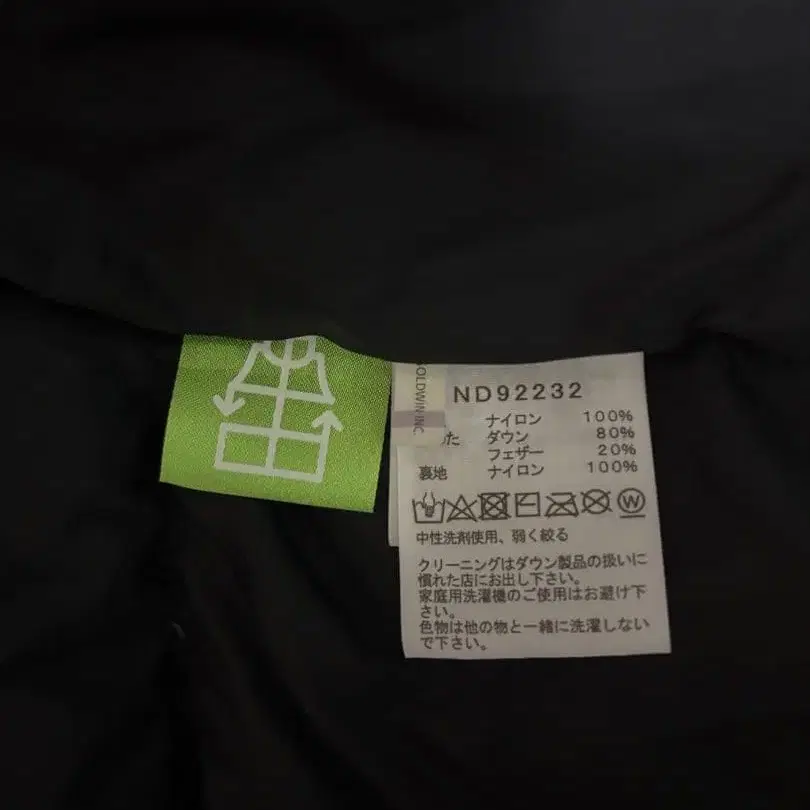 GOLDWIN INC.
ND92232
ナイロン 100%
わた ダウン 80%
フェザー 20%
裏地 ナイロン 100%
W
中性洗剤使用、弱く絞る
クリーニングはダウン製品の扱いに
慣れた店にお出し下さい。
家庭用洗濯機のご使用はお避け下
さい。
色物は他の物と一緒に洗濯しない
で下さい。